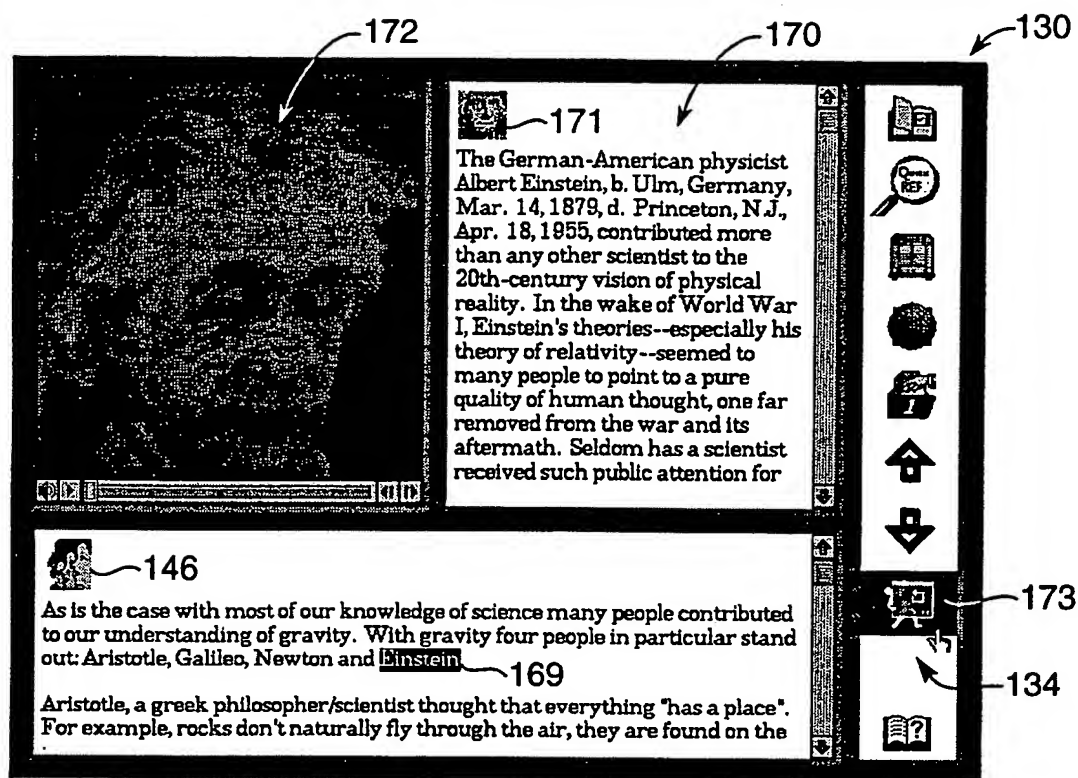 172
170
130
171
The German-American physicist
Albert Einstein, b. Ulm, Germany,
Mar. 14, 1879, d. Princeton, N.J.,
Apr. 18, 1955, contributed more
than any other scientist to the
20th-century vision of physical
reality. In the wake of World War
I, Einstein's theories--especially his
theory of relativity--seemed to
many people to point to a pure
quality of human thought, one far
removed from the war and its
aftermath. Seldom has a scientist
received such public attention for
REF.
1
146
As is the case with most of our knowledge of science many people contributed
to our understanding of gravity. With gravity four people in particular stand
out: Aristotle, Galileo, Newton and Einstein
169
Aristotle, a greek philosopher/scientist thought that everything "has a place".
For example, rocks don't naturally fly through the air, they are found on the
173
134
?